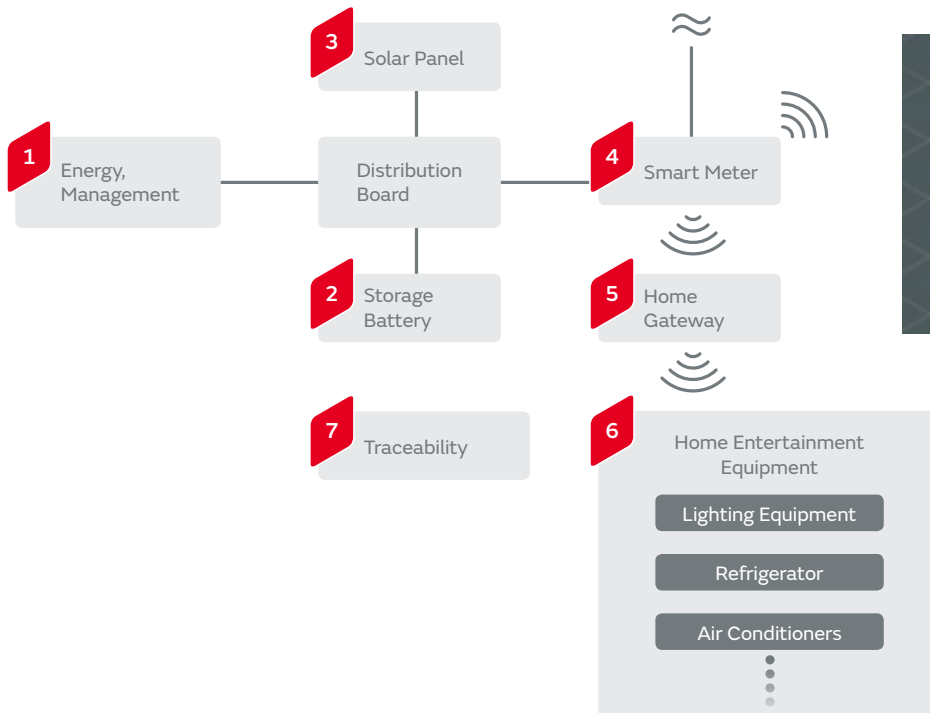 3
Solar Panel
1
Energy,
Management
Distribution
Board
4
Smart Meter
2
Storage
Battery
5
Home
Gateway
7
Traceability
6
Home Entertainment
Equipment
Lighting Equipment
Refrigerator
Air Conditioners